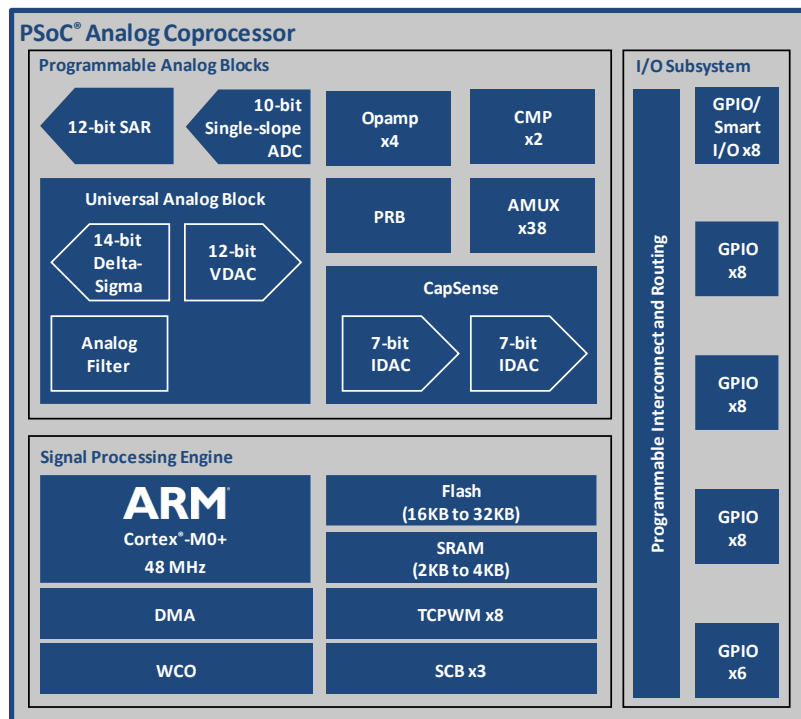 PSoC® Analog Coprocessor
Programmable Analog Blocks
12-bit SAR
10-bit
Single-slope
ADC
Opamp
x4
CMP
x2
Universal Analog Block
14-bit
Delta-
Sigma
12-bit
VDAC
Analog
Filter
PRB
AMUX
x38
CapSense
7-bit
IDAC
7-bit
IDAC
Signal Processing Engine
ARM®
Cortex®-M0+
48 MHz
Flash
(16KB to 32KB)
SRAM
(2KB to 4KB)
DMA
TCPWM x8
WCO
SCB x3
I/O Subsystem
Programmable Interconnect and Routing
GPIO/
Smart
I/O x8
GPIO
x8
GPIO
x8
GPIO
x8
GPIO
x6